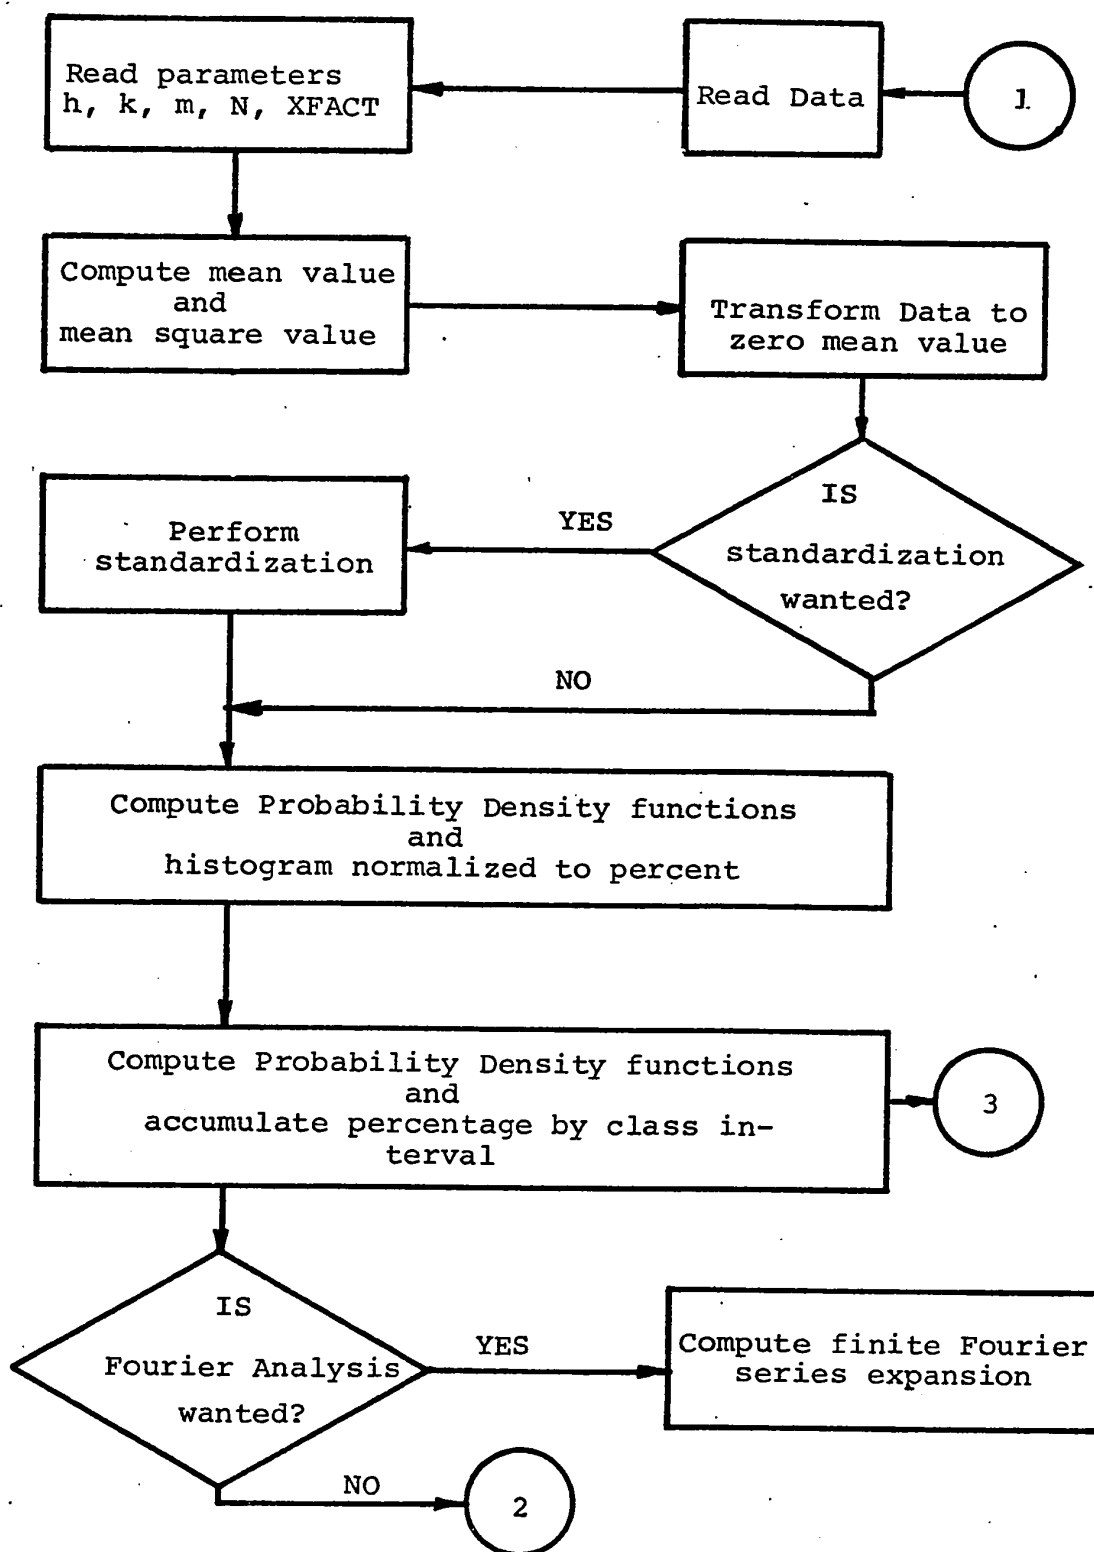 Read parameters
h, k, m, N, XFACT
Read Data
1
Compute mean value
and
mean square value
Transform Data to
zero mean value
IS
standardization
wanted?
YES
Perform
standardization
NO
Compute Probability Density functions
and
histogram normalized to percent
Compute Probability Density functions
and
accumulate percentage by class in-
terval
3
IS
Fourier Analysis
wanted?
YES
Compute finite Fourier
series expansion
NO
2